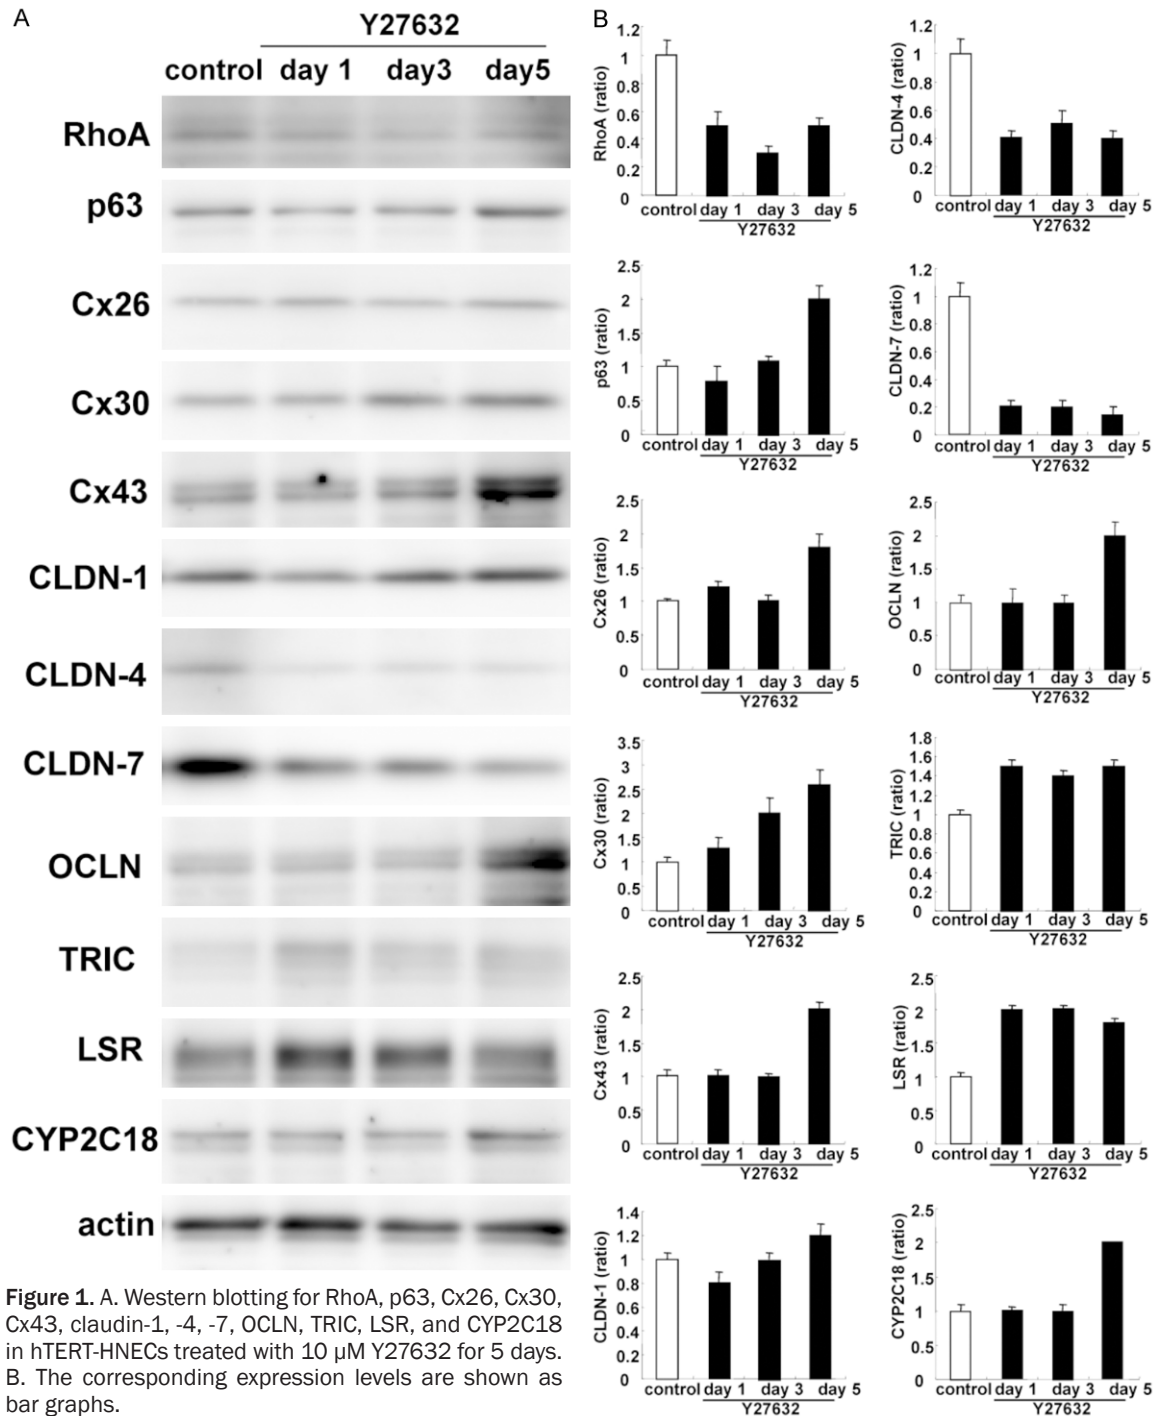 A
Y27632
control day 1 day3 day5
RhoA
p63
Cx26
Cx30
Cx43
CLDN-1
CLDN-4
CLDN-7
OCLN
TRIC
LSR
CYP2C18
actin
Figure 1. A. Western blotting for RhoA, p63, Cx26, Cx30,
Cx43, claudin-1, -4, -7, OCLN, TRIC, LSR, and CYP2C18
in hTERT-HNECs treated with 10 µM Y27632 for 5 days.
B. The corresponding expression levels are shown as
bar graphs.
B
RhoA (ratio)
1.2
1
0.8
0.6
0.4
0.2
0
control day 1 day 3 day 5
Y27632
CLDN-4 (ratio)
1.2
1
0.8
0.6
0.4
0.2
0
control day 1 day 3 day 5
Y27632
p63 (ratio)
2.5
2
1.5
1
0.5
0
control day 1 day 3 day 5
Y27632
CLDN-7 (ratio)
1.2
1
0.8
0.6
0.4
0.2
0
control day 1 day 3 day 5
Y27632
Cx26 (ratio)
2.5
2
1.5
1
0.5
0
control day 1 day 3 day 5
Y27632
OCLN (ratio)
2.5
2
1.5
1
0.5
0
control day 1 day 3 day 5
Y27632
Cx30 (ratio)
3.5
3
2.5
2
1.5
1
0.5
0
control day 1 day 3 day 5
Y27632
TRIC (ratio)
1.8
1.6
1.4
1.2
1
0.8
0.6
0.4
0.2
0
control day 1 day 3 day 5
Y27632
Cx43 (ratio)
2.5
2
1.5
1
0.5
0
control day 1 day 3 day 5
Y27632
LSR (ratio)
2.5
2
1.5
1
0.5
0
control day 1 day 3 day 5
Y27632
CLDN-1 (ratio)
1.4
1.2
1
0.8
0.6
0.4
0.2
0
control day 1 day 3 day 5
Y27632
CYP2C18 (ratio)
2.5
2
1.5
1
0.5
0
control day 1 day 3 day 5
Y27632